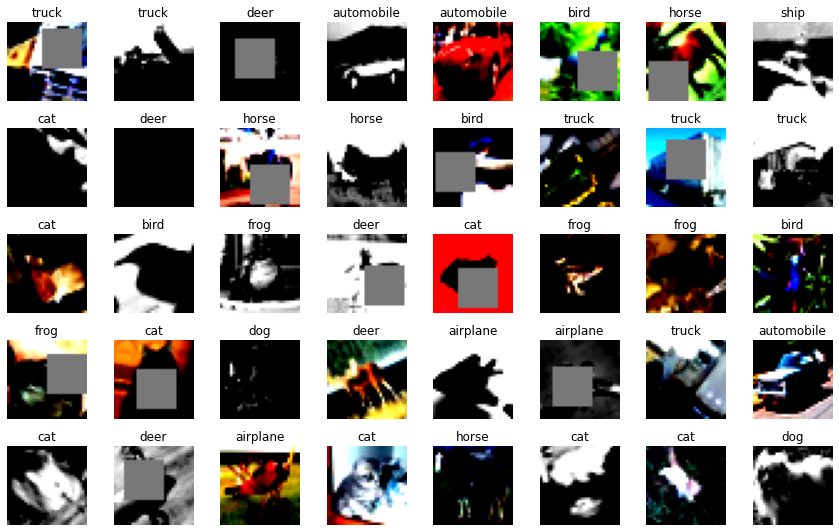 truck truck deer automobile automobile bird horse ship
cat deer horse horse bird truck truck truck
cat bird frog deer cat frog frog bird
frog cat dog deer airplane airplane truck automobile
cat deer airplane cat horse cat cat dog